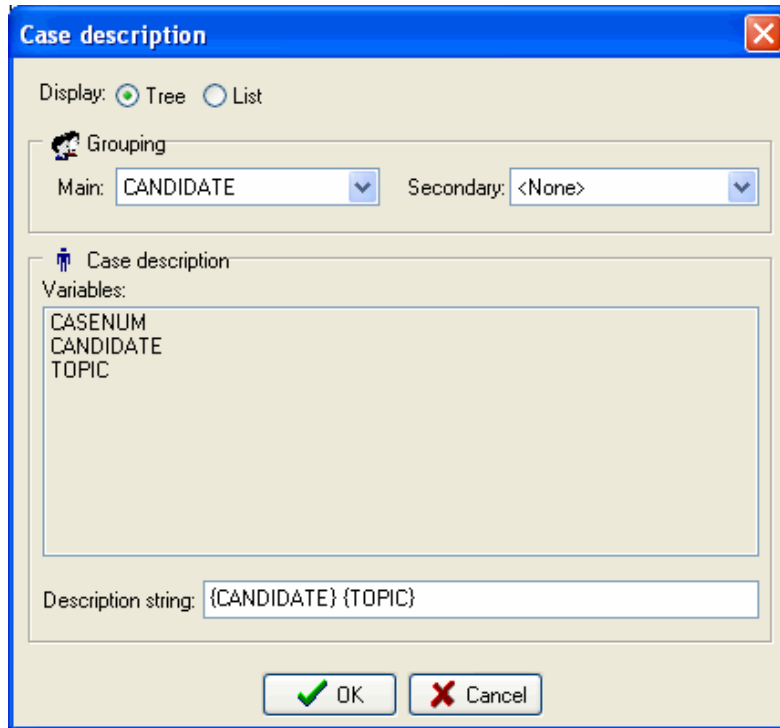 Case description
Display: Tree List
Grouping
Main: CANDIDATE Secondary: <None>
Case description
Variables:
CASENUM
CANDIDATE
TOPIC
Description string: {CANDIDATE} {TOPIC}
OK Cancel